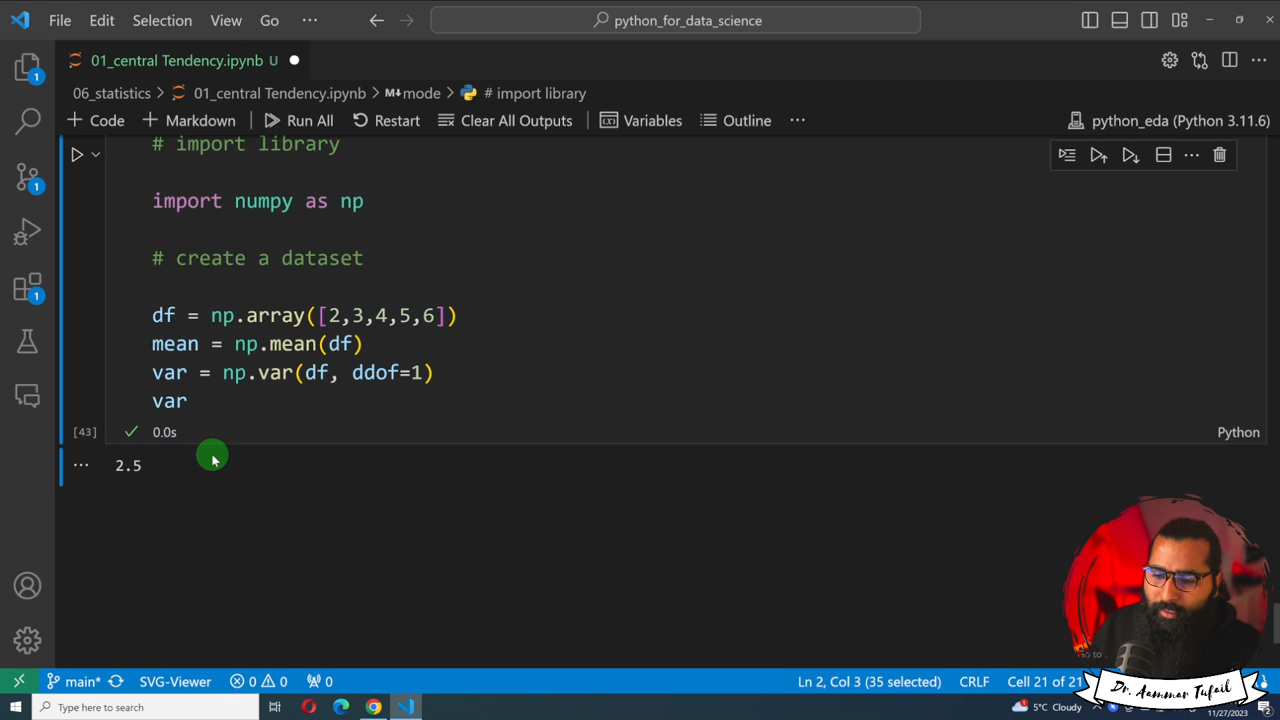 File Edit Selection View Go ··· python_for_data_science
01_central Tendency.ipynb U
06_statistics > 01_central Tendency.ipynb > M↓mode > # import library
+ Code + Markdown Run All Restart Clear All Outputs Variables Outline ··· python_eda (Python 3.11.6)
# import library
import numpy as np
# create a dataset
df = np.array([2,3,4,5,6])
mean = np.mean(df)
var = np.var(df, ddof=1)
var
[43] 0.0s Python
2.5
1
1
1
main* SVG-Viewer 0 0 0 Ln 2, Col 3 (35 selected) CRLF Cell 21 of 21
Dr. Aammar Tufail
Type here to search 5°C Cloudy 11/27/2023 2